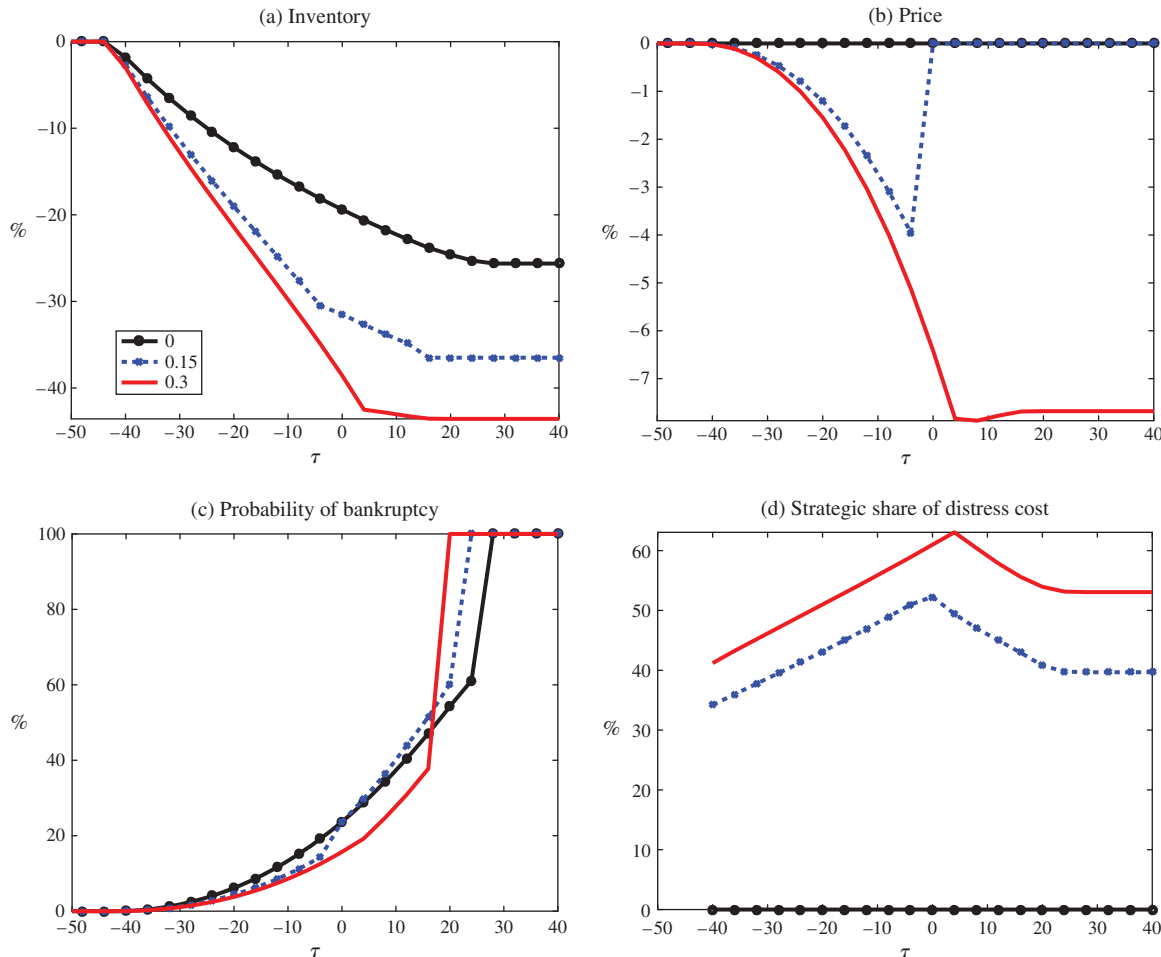 (a) Inventory
0
−10
−20
%
−30
−40
0
0.15
0.3
−50 −40 −30 −20 −10 0 10 20 30 40
τ
(b) Price
0
−1
−2
−3
−4
%
−5
−6
−7
−50 −40 −30 −20 −10 0 10 20 30 40
τ
(c) Probability of bankruptcy
100
80
60
%
40
20
0
−50 −40 −30 −20 −10 0 10 20 30 40
τ
(d) Strategic share of distress cost
60
50
40
%
30
20
10
0
−50 −40 −30 −20 −10 0 10 20 30 40
τ